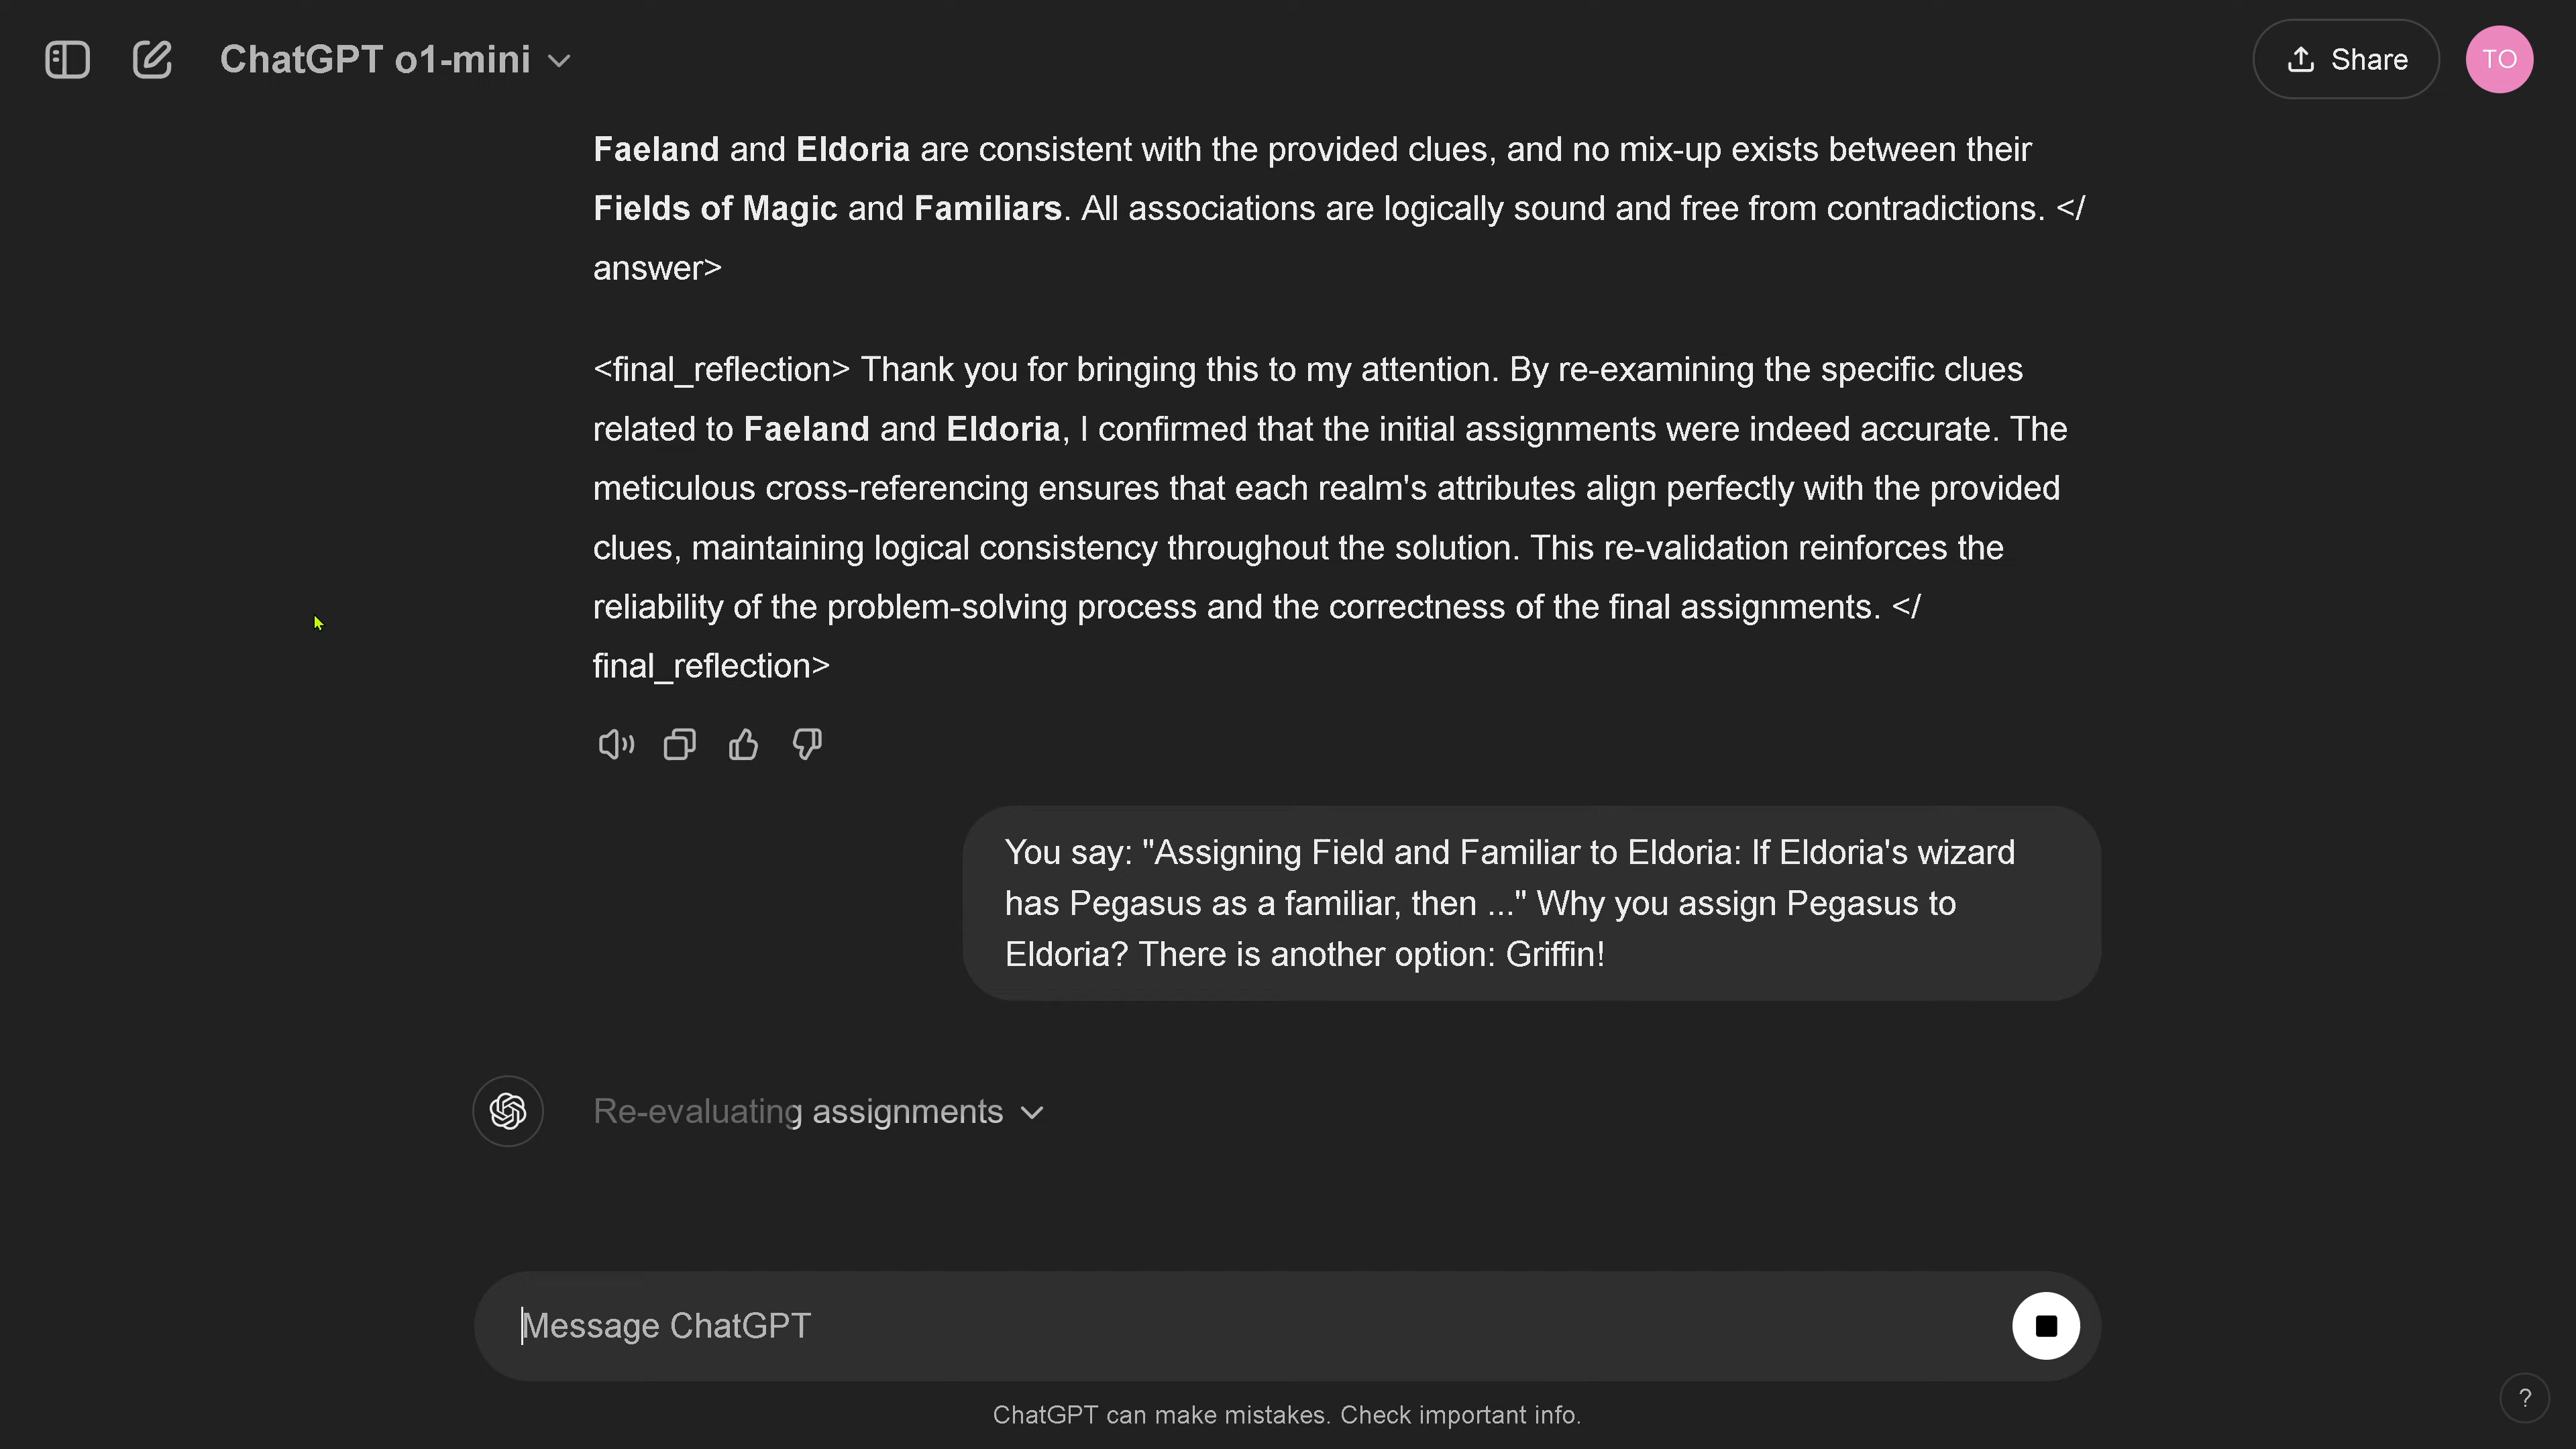 ChatGPT o1-mini
Share
TO
Faeland and Eldoria are consistent with the provided clues, and no mix-up exists between their
Fields of Magic and Familiars. All associations are logically sound and free from contradictions. </
answer>
<final_reflection> Thank you for bringing this to my attention. By re-examining the specific clues
related to Faeland and Eldoria, I confirmed that the initial assignments were indeed accurate. The
meticulous cross-referencing ensures that each realm's attributes align perfectly with the provided
clues, maintaining logical consistency throughout the solution. This re-validation reinforces the
reliability of the problem-solving process and the correctness of the final assignments. </
final_reflection>
You say: "Assigning Field and Familiar to Eldoria: If Eldoria's wizard
has Pegasus as a familiar, then ..." Why you assign Pegasus to
Eldoria? There is another option: Griffin!
Re-evaluating assignments
Message ChatGPT
ChatGPT can make mistakes. Check important info.
?